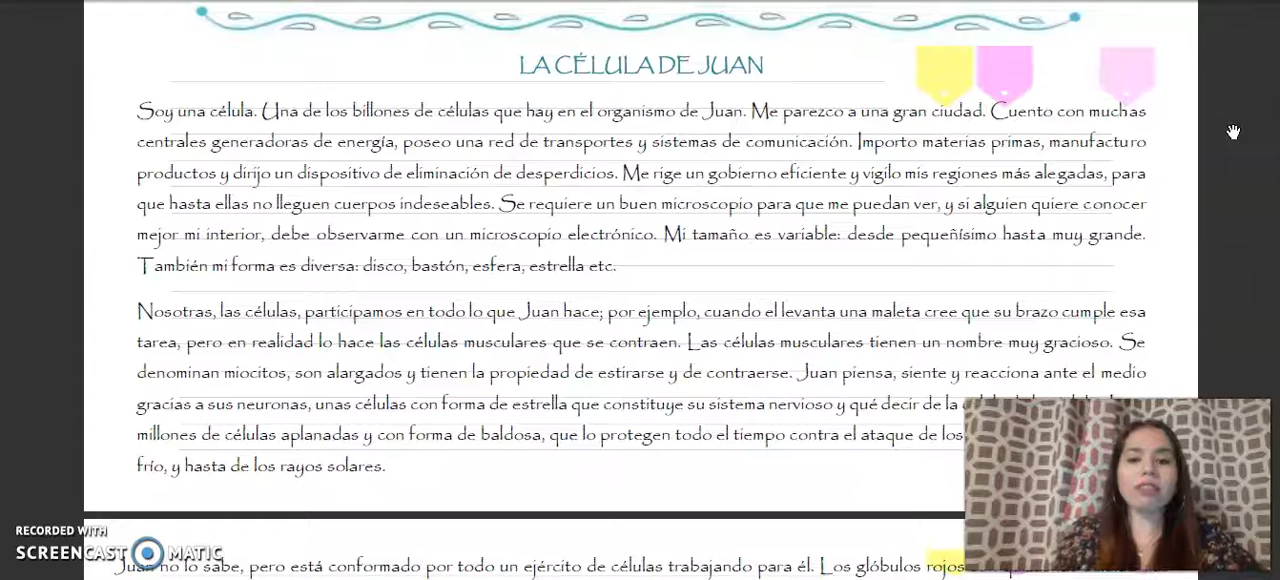 LA CÉLULA DE JUAN
Soy una célula. Una de los billones de células que hay en el organismo de Juan. Me parezco a una gran ciudad. Cuento con muchas
centrales generadoras de energía, poseo una red de transportes y sistemas de comunicación. Importo materias primas, manufacturo
productos y dirijo un dispositivo de eliminación de desperdicios. Me rige un gobierno eficiente y vigilo mis regiones más alegadas, para
que hasta ellas no lleguen cuerpos indeseables. Se requiere un buen microscopio para que me puedan ver, y si alguien quiere conocer
mejor mi interior, debe observarme con un microscopio electrónico. Mi tamaño es variable: desde pequeñísimo hasta muy grande.
También mi forma es diversa: disco, bastón, esfera, estrella etc.
Nosotras, las células, participamos en todo lo que Juan hace; por ejemplo, cuando el levanta una maleta cree que su brazo cumple esa
tarea, pero en realidad lo hace las células musculares que se contraen. Las células musculares tienen un nombre muy gracioso. Se
denominan miocitos, son alargados y tienen la propiedad de estirarse y de contraerse. Juan piensa, siente y reacciona ante el medio
gracias a sus neuronas, unas células con forma de estrella que constituye su sistema nervioso y qué decir de la
millones de células aplanadas y con forma de baldosa, que lo protegen todo el tiempo contra el ataque de los
frío, y hasta de los rayos solares.
Juan no lo sabe, pero está conformado por todo un ejército de células trabajando para él. Los glóbulos rojos
RECORDED WITH
SCREENCAST MATIC